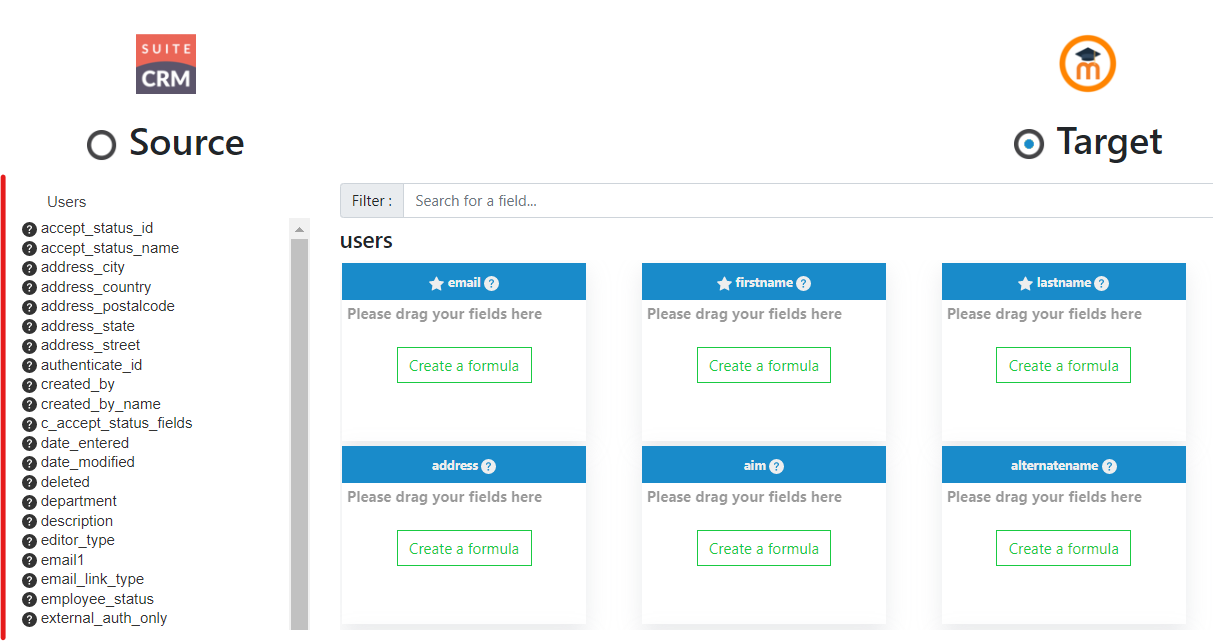 SUITE
CRM
m
Source
Target
Users
accept_status_id
accept_status_name
address_city
address_country
address_postalcode
address_state
address_street
authenticate_id
created_by
created_by_name
c_accept_status_fields
date_entered
date_modified
deleted
department
description
editor_type
email1
email_link_type
employee_status
external_auth_only
Filter :
Search for a field...
users
email
firstname
lastname
Please drag your fields here
Please drag your fields here
Please drag your fields here
Create a formula
Create a formula
Create a formula
address
aim
alternatename
Please drag your fields here
Please drag your fields here
Please drag your fields here
Create a formula
Create a formula
Create a formula